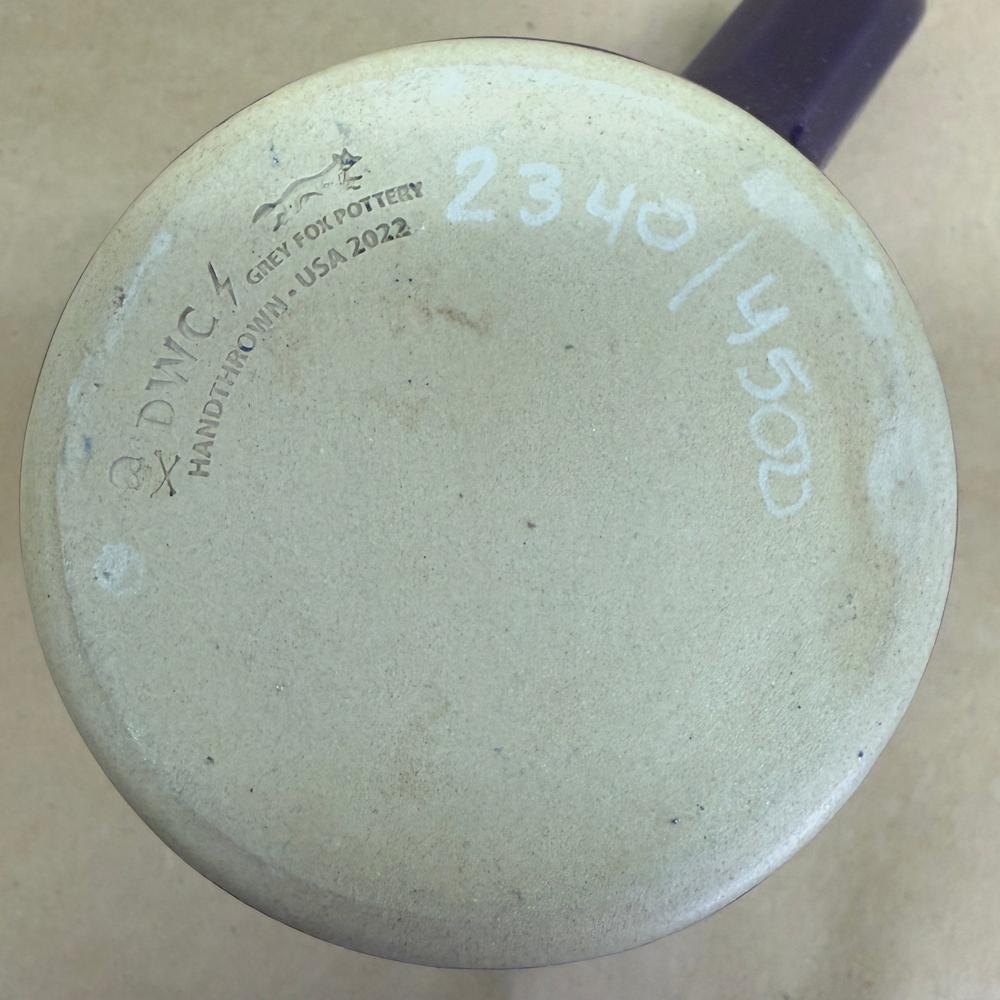 GREY FOX POTTERY
HANDTHROWN - USA 2022
DWC
2340/4500